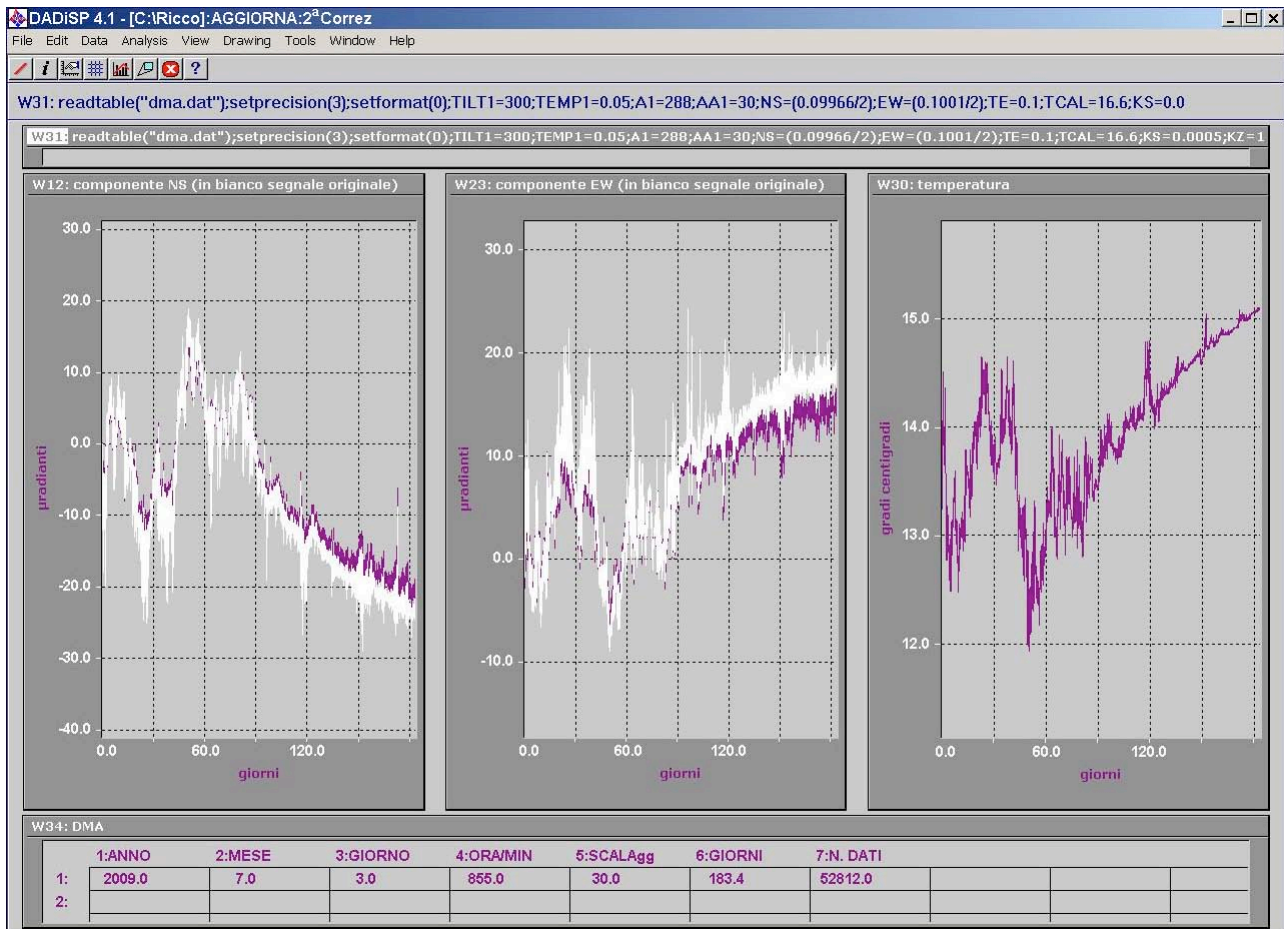 DADiSP 4.1 - [C:\Ricco]:AGGIORNA:2ªCorrez
File Edit Data Analysis View Drawing Tools Window Help
W31: readtable("dma.dat");setprecision(3);setformat(0);TILT1=300;TEMP1=0.05;A1=288;AA1=30;NS=(0.09966/2);EW=(0.1001/2);TE=0.1;TCAL=16.6;KS=0.0
W31: readtable("dma.dat");setprecision(3);setformat(0);TILT1=300;TEMP1=0.05;A1=288;AA1=30;NS=(0.09966/2);EW=(0.1001/2);TE=0.1;TCAL=16.6;KS=0.0005;KZ=1
W12: componente NS (in bianco segnale originale)
30.0
20.0
10.0
0.0
-10.0
-20.0
-30.0
-40.0
µradianti
0.0 60.0 120.0
giorni
W23: componente EW (in bianco segnale originale)
30.0
20.0
10.0
0.0
-10.0
µradianti
0.0 60.0 120.0
giorni
W30: temperatura
15.0
14.0
13.0
12.0
gradi centigradi
0.0 60.0 120.0
giorni
W34: DMA
1:ANNO 2:MESE 3:GIORNO 4:ORA/MIN 5:SCALAgg 6:GIORNI 7:N. DATI
1: 2009.0 7.0 3.0 855.0 30.0 183.4 52812.0
2: